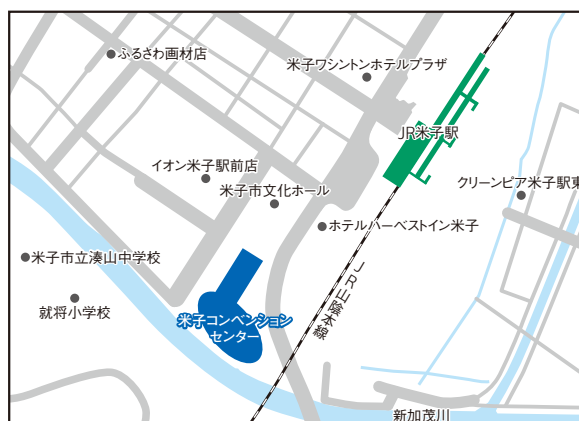 ふるさわ画材店
米子ワシントンホテルプラザ
JR米子駅
イオン米子駅前店
米子市文化ホール
クリーンピア米子駅東
ホテルハーベストイン米子
米子市立湊山中学校
JR山陰本線
就将小学校
米子コンベンション
センター
新加茂川